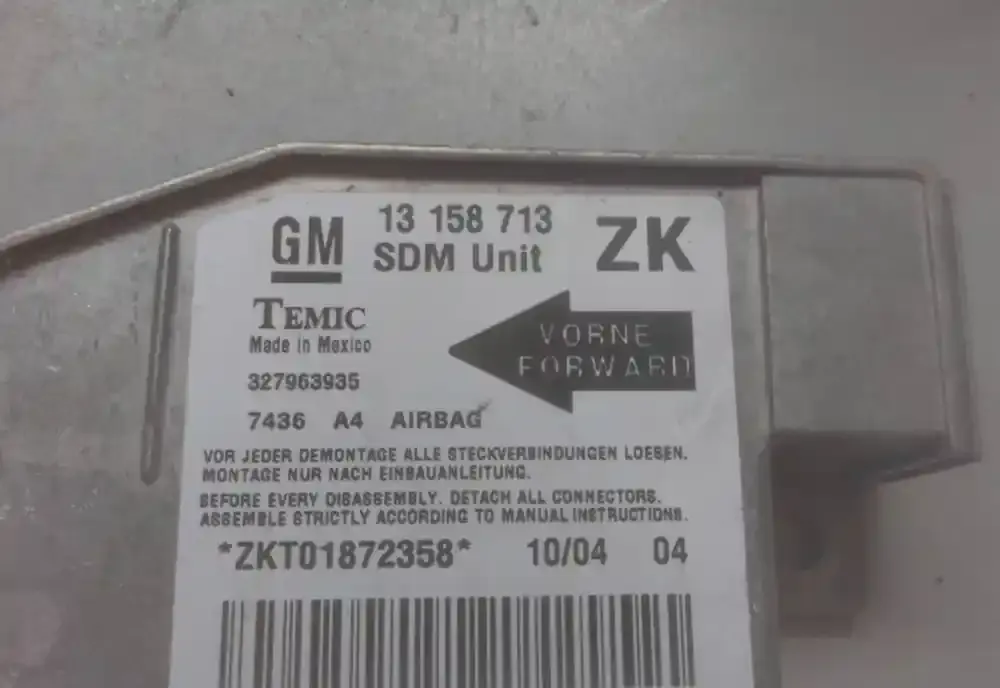 GM 13 158 713 ZK
SDM Unit
TEMIC
Made in Mexico
VORNE
FORWARD
327963935
7436 A4 AIRBAG
VOR JEDER DEMONTAGE ALLE STECKVERBINDUNGEN LOESEN.
MONTAGE NUR NACH EINBAUANLEITUNG.
BEFORE EVERY DISASSEMBLY. DETACH ALL CONNECTORS.
ASSEMBLE STRICTLY ACCORDING TO MANUAL INSTRUCTIONS.
*ZKT01872358* 10/04 04